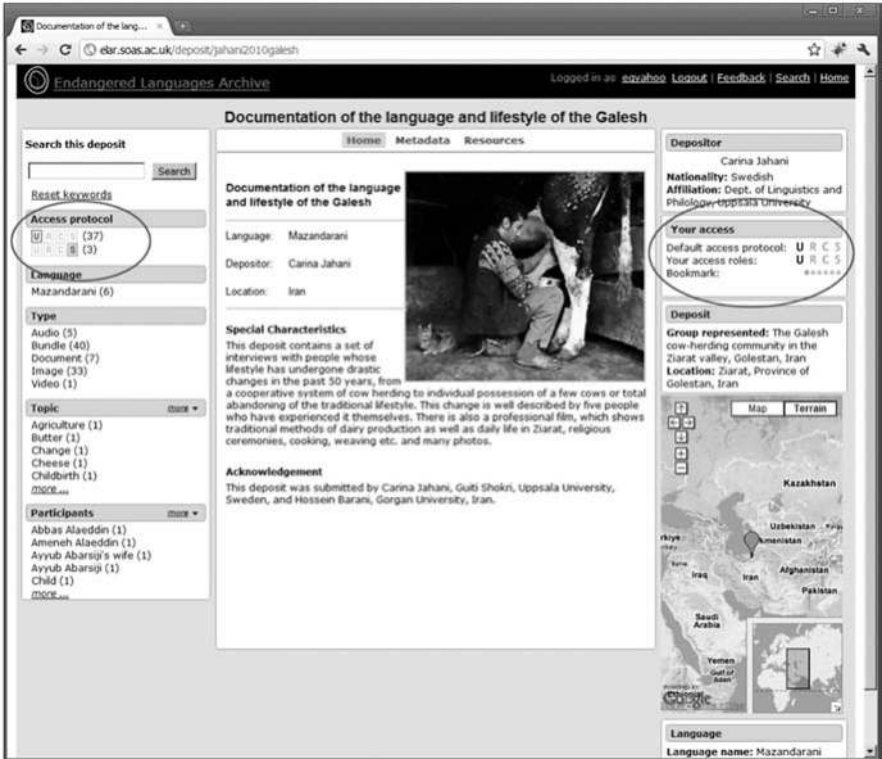 Documentation of the lang...
elar.soas.ac.uk/deposit/jahani2010galesh
Endangered Languages Archive
Logged in as: eqyahoo Logout | Feedback | Search | Home
Documentation of the language and lifestyle of the Galesh
Search this deposit
Search
Reset keywords
Access protocol
U R C S (37)
U R C S (3)
Language
Mazandarani (6)
Type
Audio (5)
Bundle (40)
Document (7)
Image (33)
Video (1)
Topic more
Agriculture (1)
Butter (1)
Change (1)
Cheese (1)
Childbirth (1)
more ...
Participants more
Abbas Alaeddin (1)
Ameneh Alaeddin (1)
Ayyub Abarsiji's wife (1)
Ayyub Abarsiji (1)
Child (1)
more ...
Home Metadata Resources
Documentation of the language
and lifestyle of the Galesh
Language: Mazandarani
Depositor: Carina Jahani
Location: Iran
Special Characteristics
This deposit contains a set of
interviews with people whose
lifestyle has undergone drastic
changes in the past 50 years, from
a cooperative system of cow herding to individual possession of a few cows or total
abandoning of the traditional lifestyle. This change is well described by five people
who have experienced it themselves. There is also a professional film, which shows
traditional methods of dairy production as well as daily life in Ziarat, religious
ceremonies, cooking, weaving etc. and many photos.
Acknowledgement
This deposit was submitted by Carina Jahani, Guiti Shokri, Uppsala University,
Sweden, and Hossein Barani, Gorgan University, Iran.
Depositor
Carina Jahani
Nationality: Swedish
Affiliation: Dept. of Linguistics and
Philology, Uppsala University
Your access
Default access protocol: U R C S
Your access roles: U R C S
Bookmark:
Deposit
Group represented: The Galesh
cow-herding community in the
Ziarat valley, Golestan, Iran
Location: Ziarat, Province of
Golestan, Iran
Map Terrain
Kazakhstan
Uzbekistan
Iraq
Iran
Afghanistan
Pakistan
Saudi
Arabia
Yemen
Gulf of
Aden
Google
Language
Language name: Mazandarani